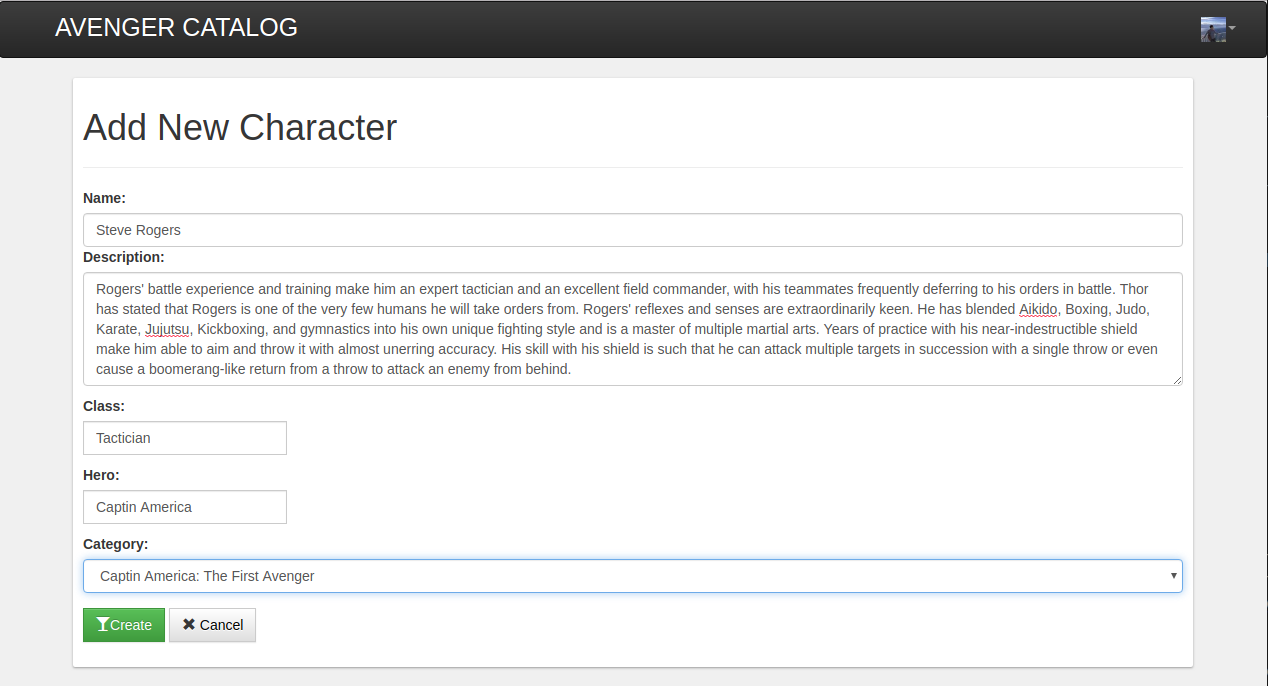 AVENGER CATALOG
Add New Character
Name:
Steve Rogers
Description:
Rogers' battle experience and training make him an expert tactician and an excellent field commander, with his teammates frequently deferring to his orders in battle. Thor
has stated that Rogers is one of the very few humans he will take orders from. Rogers' reflexes and senses are extraordinarily keen. He has blended Aikido, Boxing, Judo,
Karate, Jujutsu, Kickboxing, and gymnastics into his own unique fighting style and is a master of multiple martial arts. Years of practice with his near-indestructible shield
make him able to aim and throw it with almost unerring accuracy. His skill with his shield is such that he can attack multiple targets in succession with a single throw or even
cause a boomerang-like return from a throw to attack an enemy from behind.
Class:
Tactician
Hero:
Captin America
Category:
Captin America: The First Avenger
Create Cancel